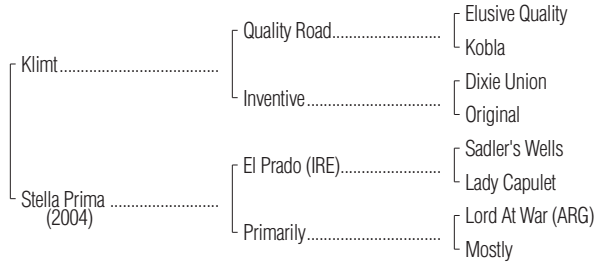 Elusive Quality
Quality Road
Kobla
Klimt
Dixie Union
Inventive
Original
Sadler's Wells
El Prado (IRE)
Lady Capulet
Stella Prima
(2004)
Lord At War (ARG)
Primarily
Mostly